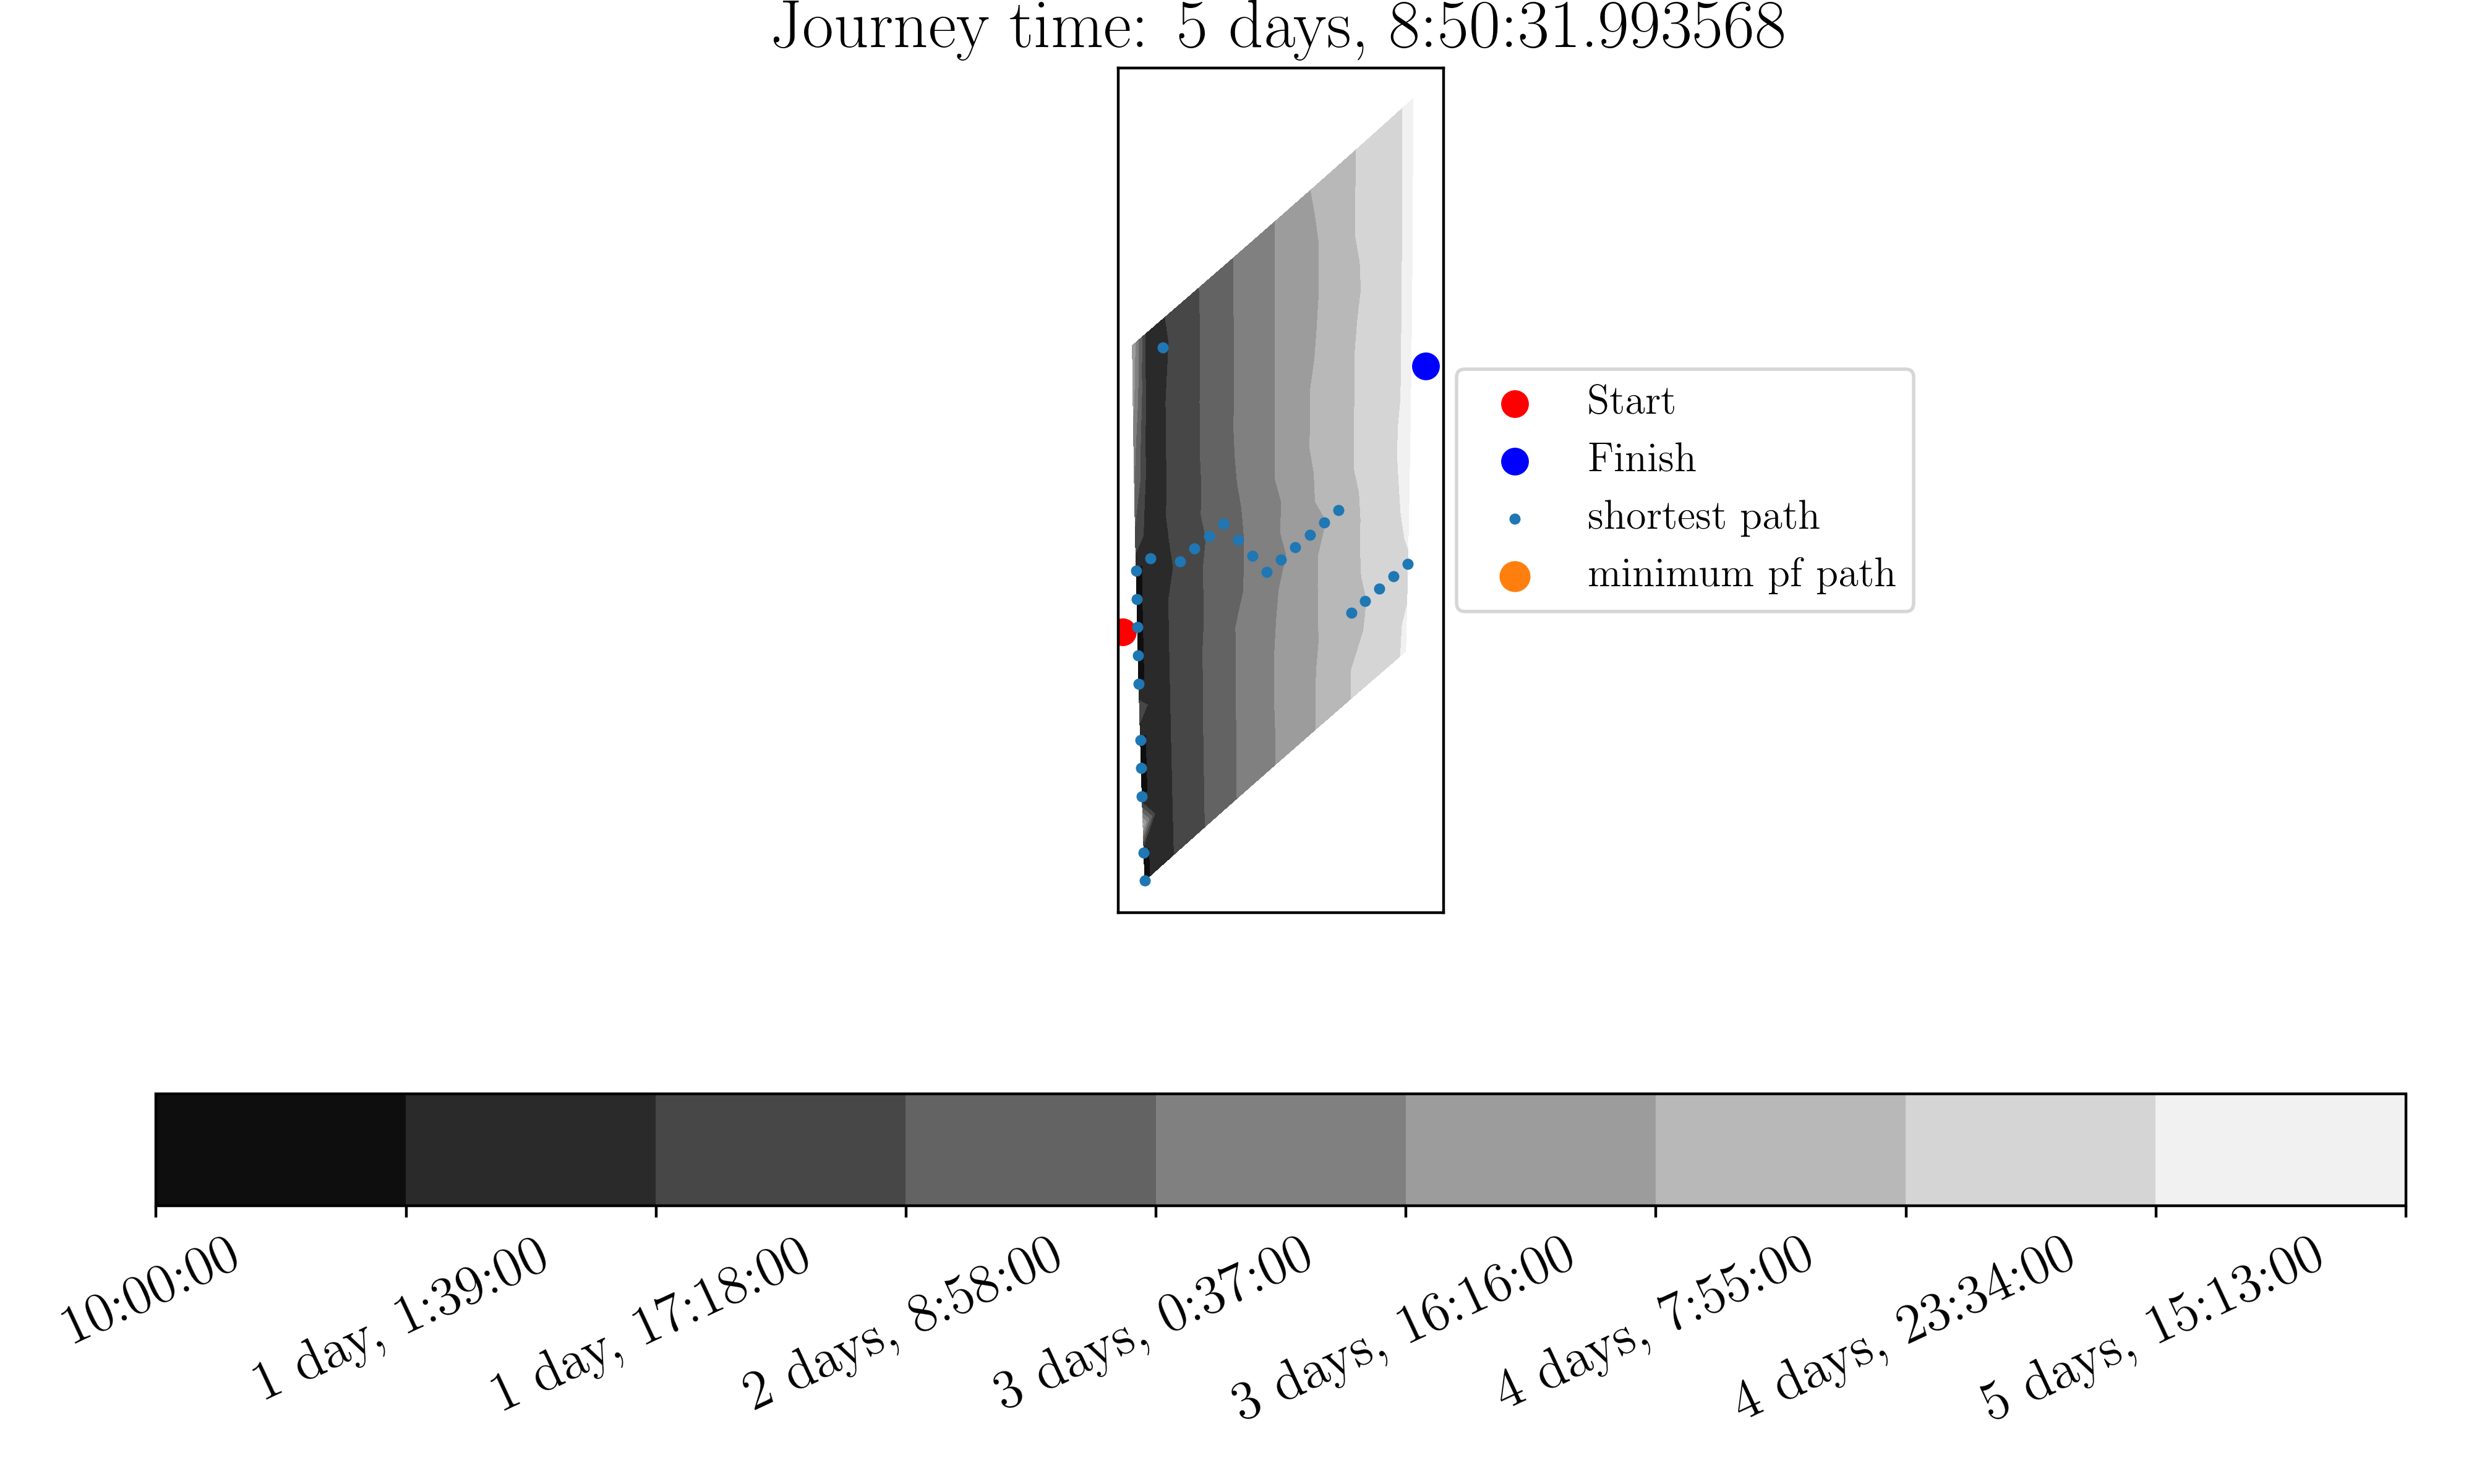 Journey time: 5 days, 8:50:31.993568
Start
Finish
shortest path
minimum pf path
10:00:00
1 day, 1:39:00
1 day, 17:18:00
2 days, 8:58:00
3 days, 0:37:00
3 days, 16:16:00
4 days, 7:55:00
4 days, 23:34:00
5 days, 15:13:00